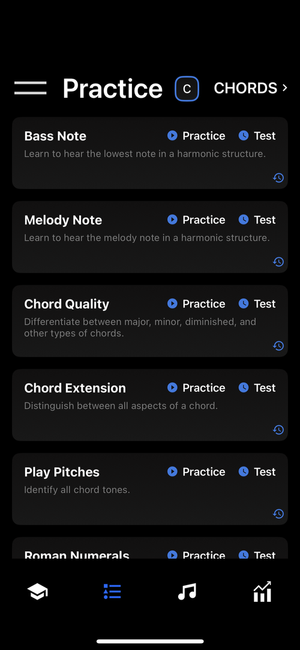 Practice C CHORDS
Bass Note Practice Test
Learn to hear the lowest note in a harmonic structure.
Melody Note Practice Test
Learn to hear the melody note in a harmonic structure.
Chord Quality Practice Test
Differentiate between major, minor, diminished, and
other types of chords.
Chord Extension Practice Test
Distinguish between all aspects of a chord.
Play Pitches Practice Test
Identify all chord tones.
Roman Numerals Practice Test